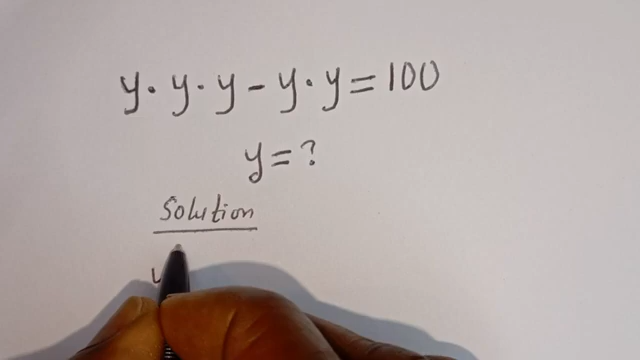 y · y · y - y · y = 100
y = ?
Solution